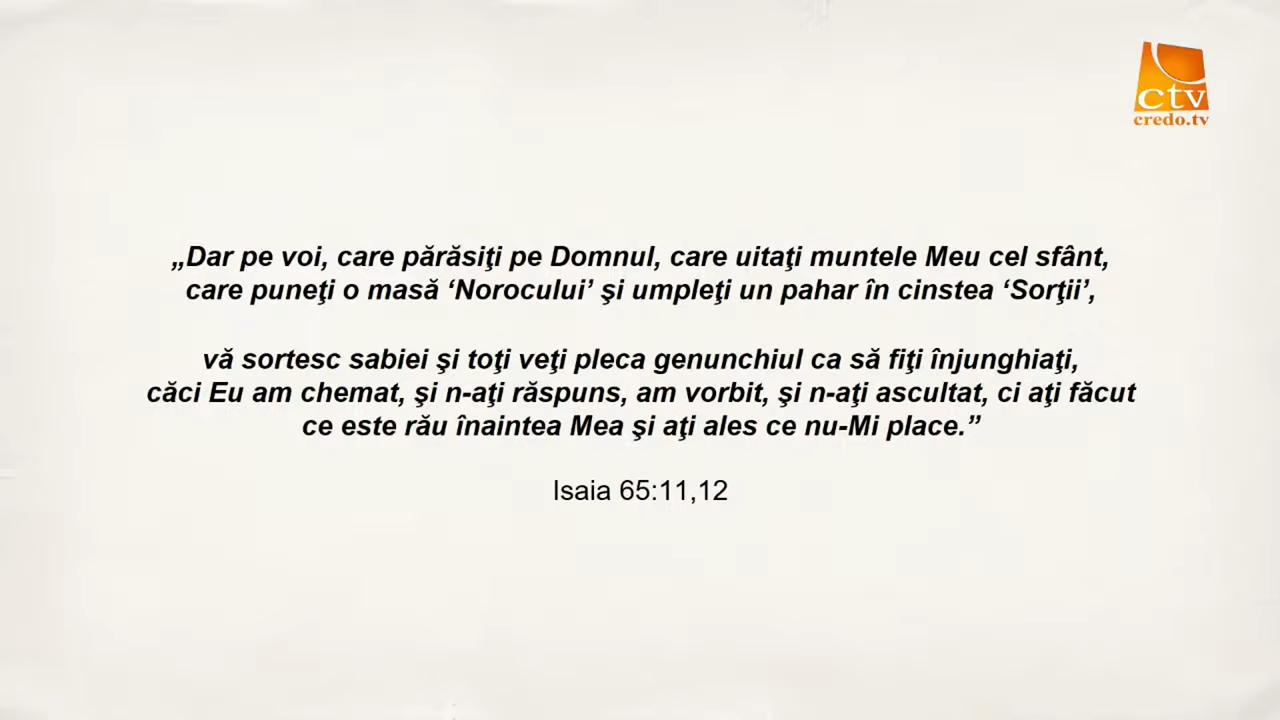 ctv
credo.tv
„Dar pe voi, care părăsiţi pe Domnul, care uitaţi muntele Meu cel sfânt,
care puneţi o masă ‘Norocului’ şi umpleţi un pahar în cinstea ‘Sorţii’,
vă sortesc sabiei şi toţi veţi pleca genunchiul ca să fiţi înjunghiaţi,
căci Eu am chemat, şi n-aţi răspuns, am vorbit, şi n-aţi ascultat, ci aţi făcut
ce este rău înaintea Mea şi aţi ales ce nu-Mi place.”
Isaia 65:11,12